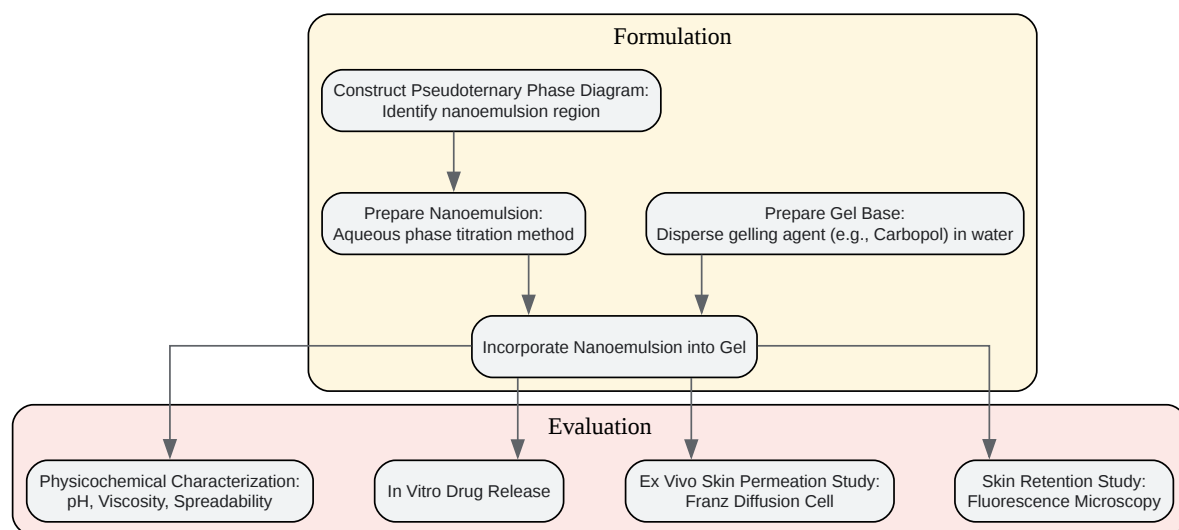 Formulation
Construct Pseudoternary Phase Diagram:
Identify nanoemulsion region
Prepare Nanoemulsion:
Aqueous phase titration method
Prepare Gel Base:
Disperse gelling agent (e.g., Carbopol) in water
Incorporate Nanoemulsion into Gel
Evaluation
Physicochemical Characterization:
pH, Viscosity, Spreadability
In Vitro Drug Release
Ex Vivo Skin Permeation Study:
Franz Diffusion Cell
Skin Retention Study:
Fluorescence Microscopy